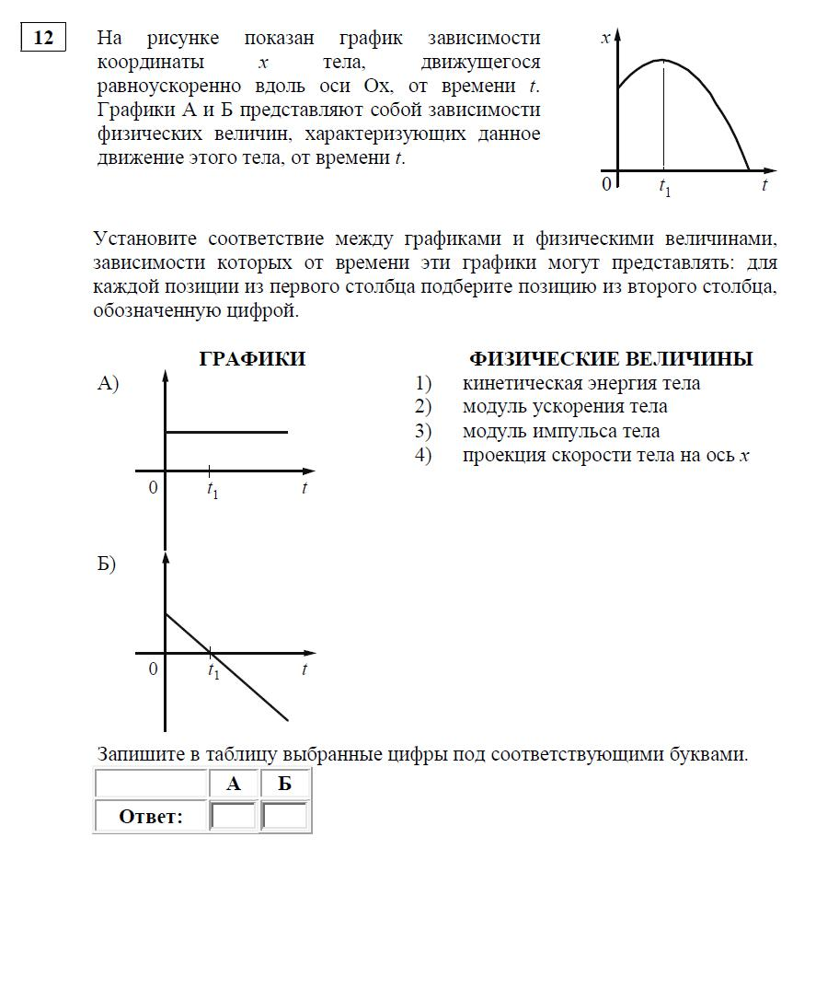 12
На рисунке показан график зависимости
координаты x тела, движущегося
равноускоренно вдоль оси Ох, от времени t.
Графики А и Б представляют собой зависимости
физических величин, характеризующих данное
движение этого тела, от времени t.
x
0
t1
t
Установите соответствие между графиками и физическими величинами,
зависимости которых от времени эти графики могут представлять: для
каждой позиции из первого столбца подберите позицию из второго столбца,
обозначенную цифрой.
ГРАФИКИ
А)
0
t1
t
Б)
0
t1
t
ФИЗИЧЕСКИЕ ВЕЛИЧИНЫ
1) кинетическая энергия тела
2) модуль ускорения тела
3) модуль импульса тела
4) проекция скорости тела на ось x
Запишите в таблицу выбранные цифры под соответствующими буквами.
А Б
Ответ: